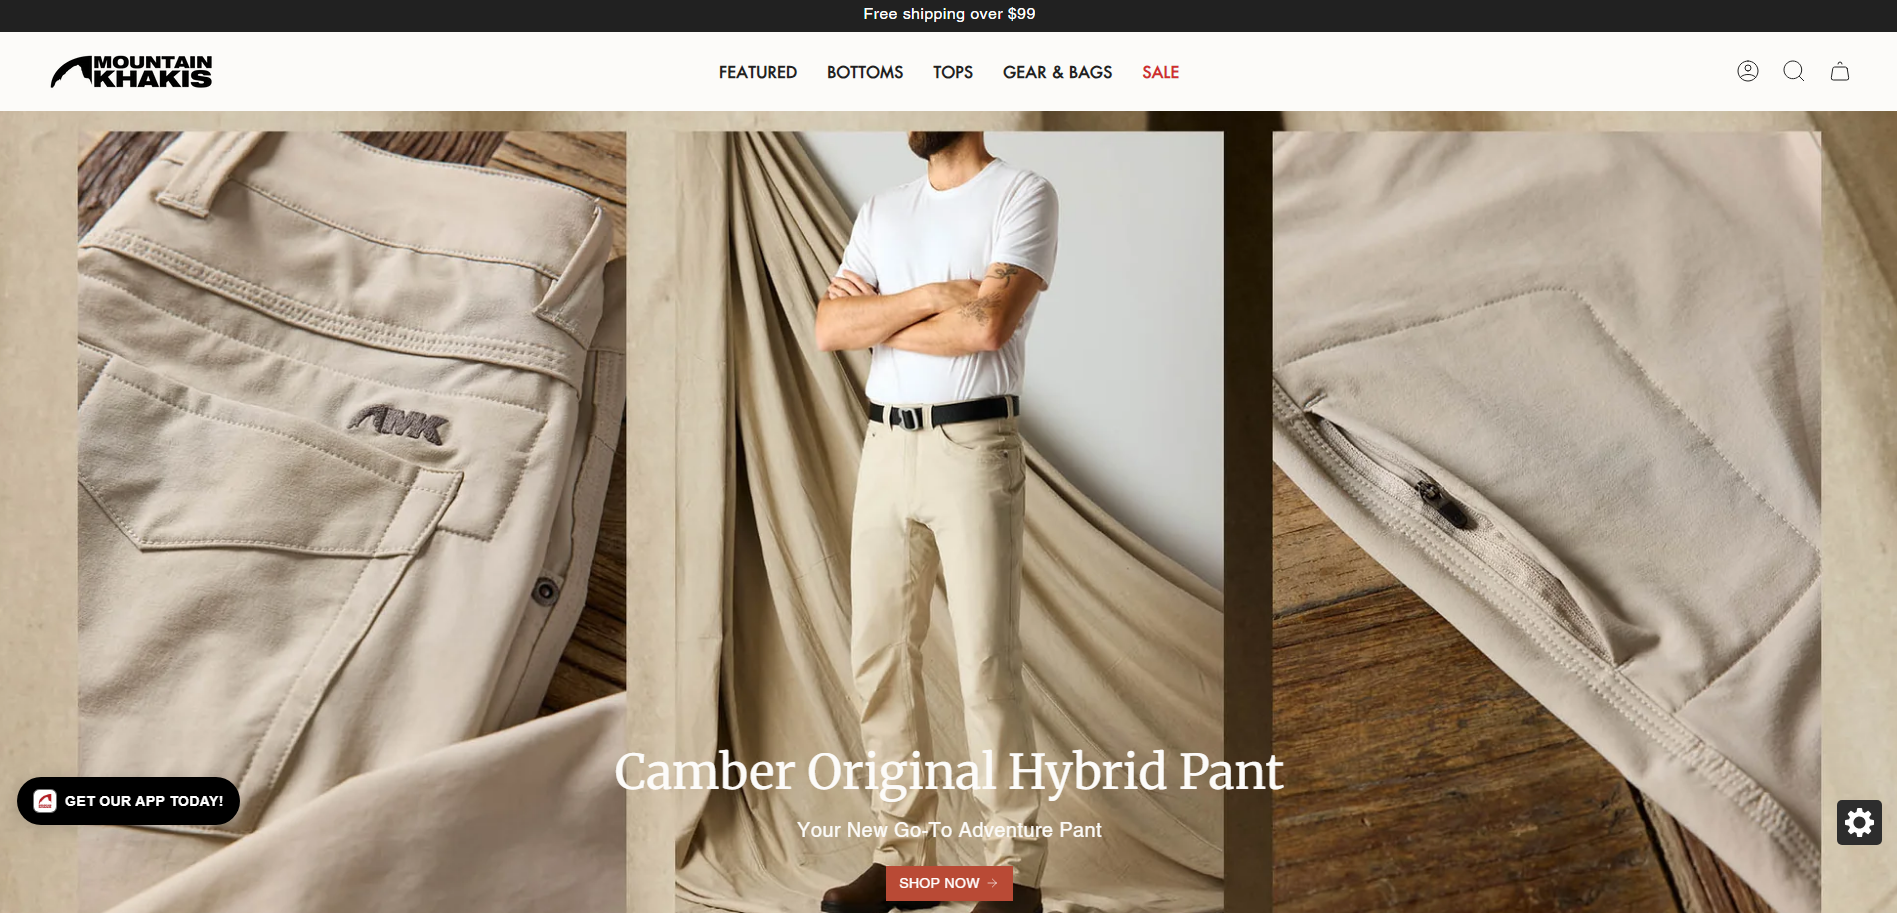 Free shipping over $99
MOUNTAIN
KHAKIS
FEATURED BOTTOMS TOPS GEAR & BAGS SALE
MK
Camber Original Hybrid Pant
GET OUR APP TODAY!
Your New Go-To Adventure Pant
SHOP NOW →